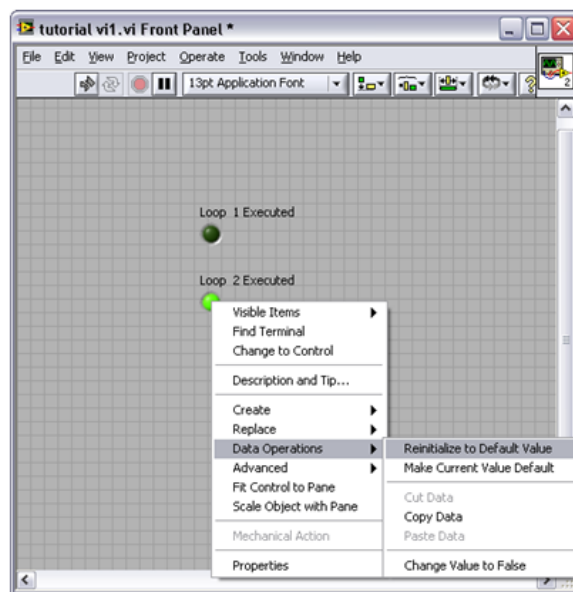 tutorial vi1.vi Front Panel *
File Edit View Project Operate Tools Window Help
13pt Application Font
?
2
Loop 1 Executed
Loop 2 Executed
Visible Items
Find Terminal
Change to Control
Description and Tip...
Create
Replace
Data Operations
Advanced
Fit Control to Pane
Scale Object with Pane
Mechanical Action
Properties
Reinitialize to Default Value
Make Current Value Default
Cut Data
Copy Data
Paste Data
Change Value to False